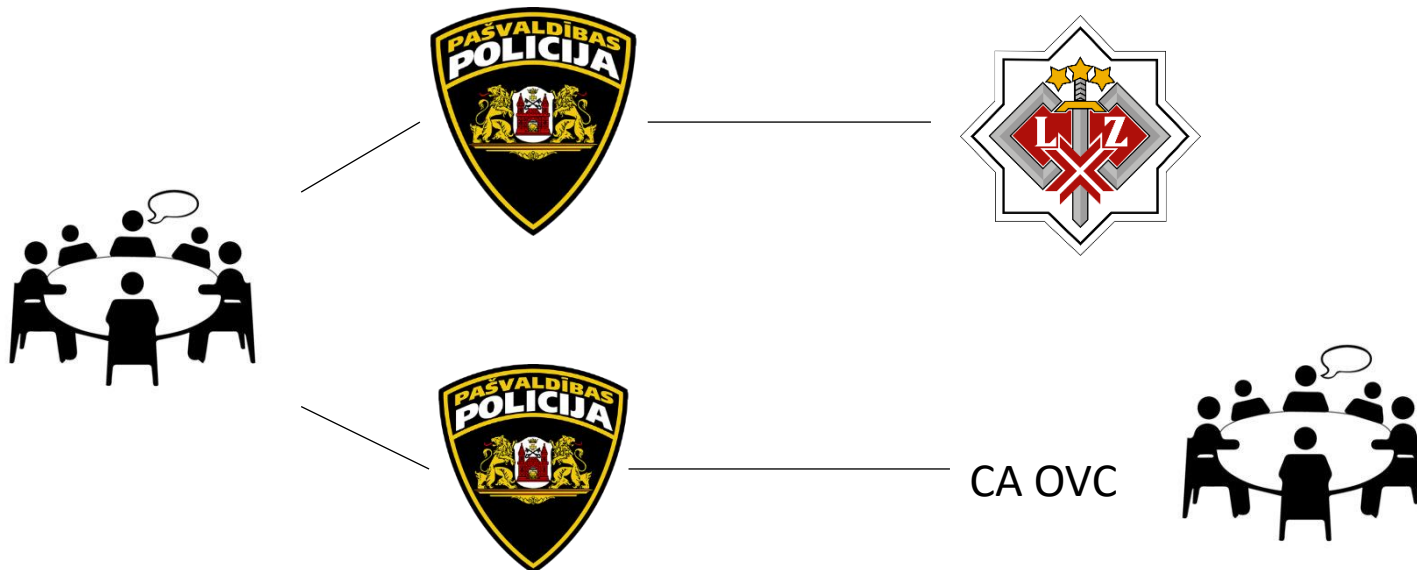 PAŠVALDĪBAS
POLICIJA
L Z
PAŠVALDĪBAS
POLICIJA
CA OVC